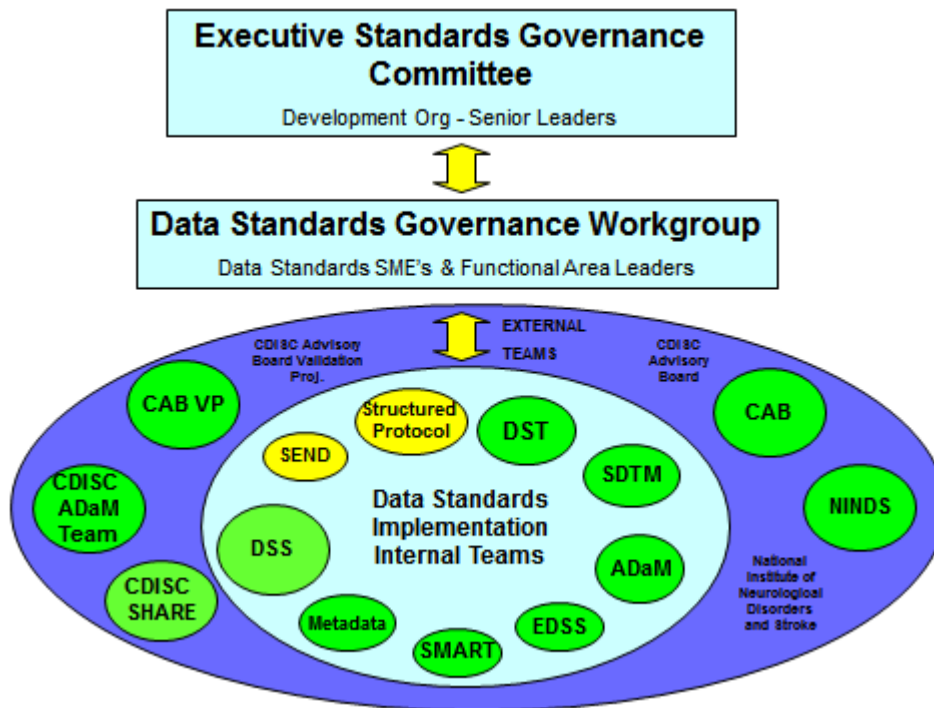 Executive Standards Governance
Committee
Development Org - Senior Leaders
Data Standards Governance Workgroup
Data Standards SME's & Functional Area Leaders
EXTERNAL
TEAMS
CDISC Advisory
Board Validation
Proj.
CDISC
Advisory
Board
CAB VP
CAB
Structured
Protocol
DST
SEND
SDTM
CDISC
ADaM
Team
NINDS
Data Standards
Implementation
Internal Teams
DSS
ADaM
National
Institute of
Neurological
Disorders
and Stroke
CDISC
SHARE
Metadata
EDSS
SMART